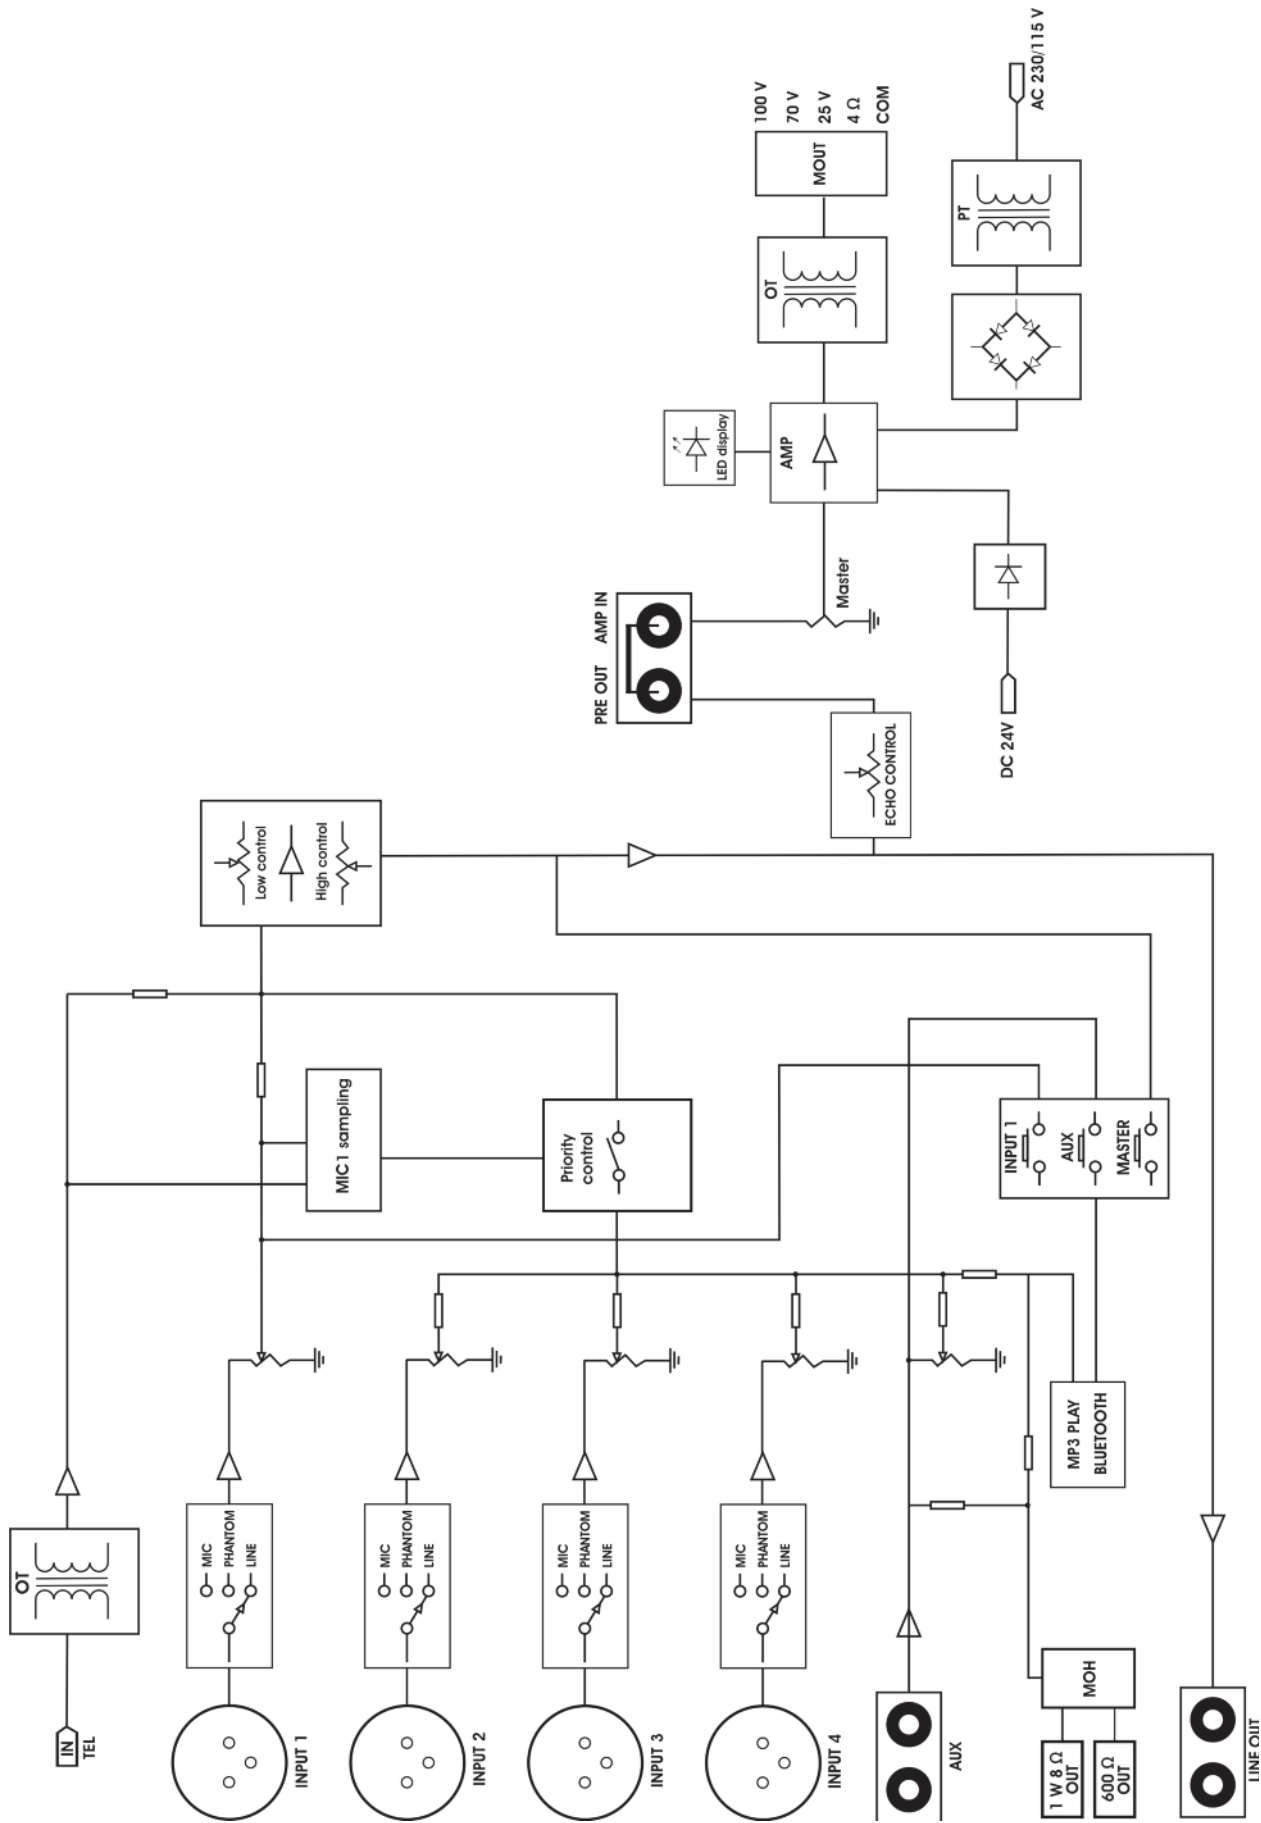 IN
TEL
OT
INPUT 1
MIC
PHANTOM
LINE
INPUT 2
MIC
PHANTOM
LINE
INPUT 3
MIC
PHANTOM
LINE
INPUT 4
MIC
PHANTOM
LINE
AUX
1 W 8 Ω
OUT
600 Ω
OUT
MOH
LINE OUT
MP3 PLAY
BLUETOOTH
MIC1 sampling
Priority
control
INPUT 1
AUX
MASTER
Low control
High control
ECHO CONTROL
PRE OUT
AMP IN
Master
DC 24V
LED display
AMP
OT
MOUT
100 V
70 V
25 V
4 Ω
COM
PT
AC 230/115 V